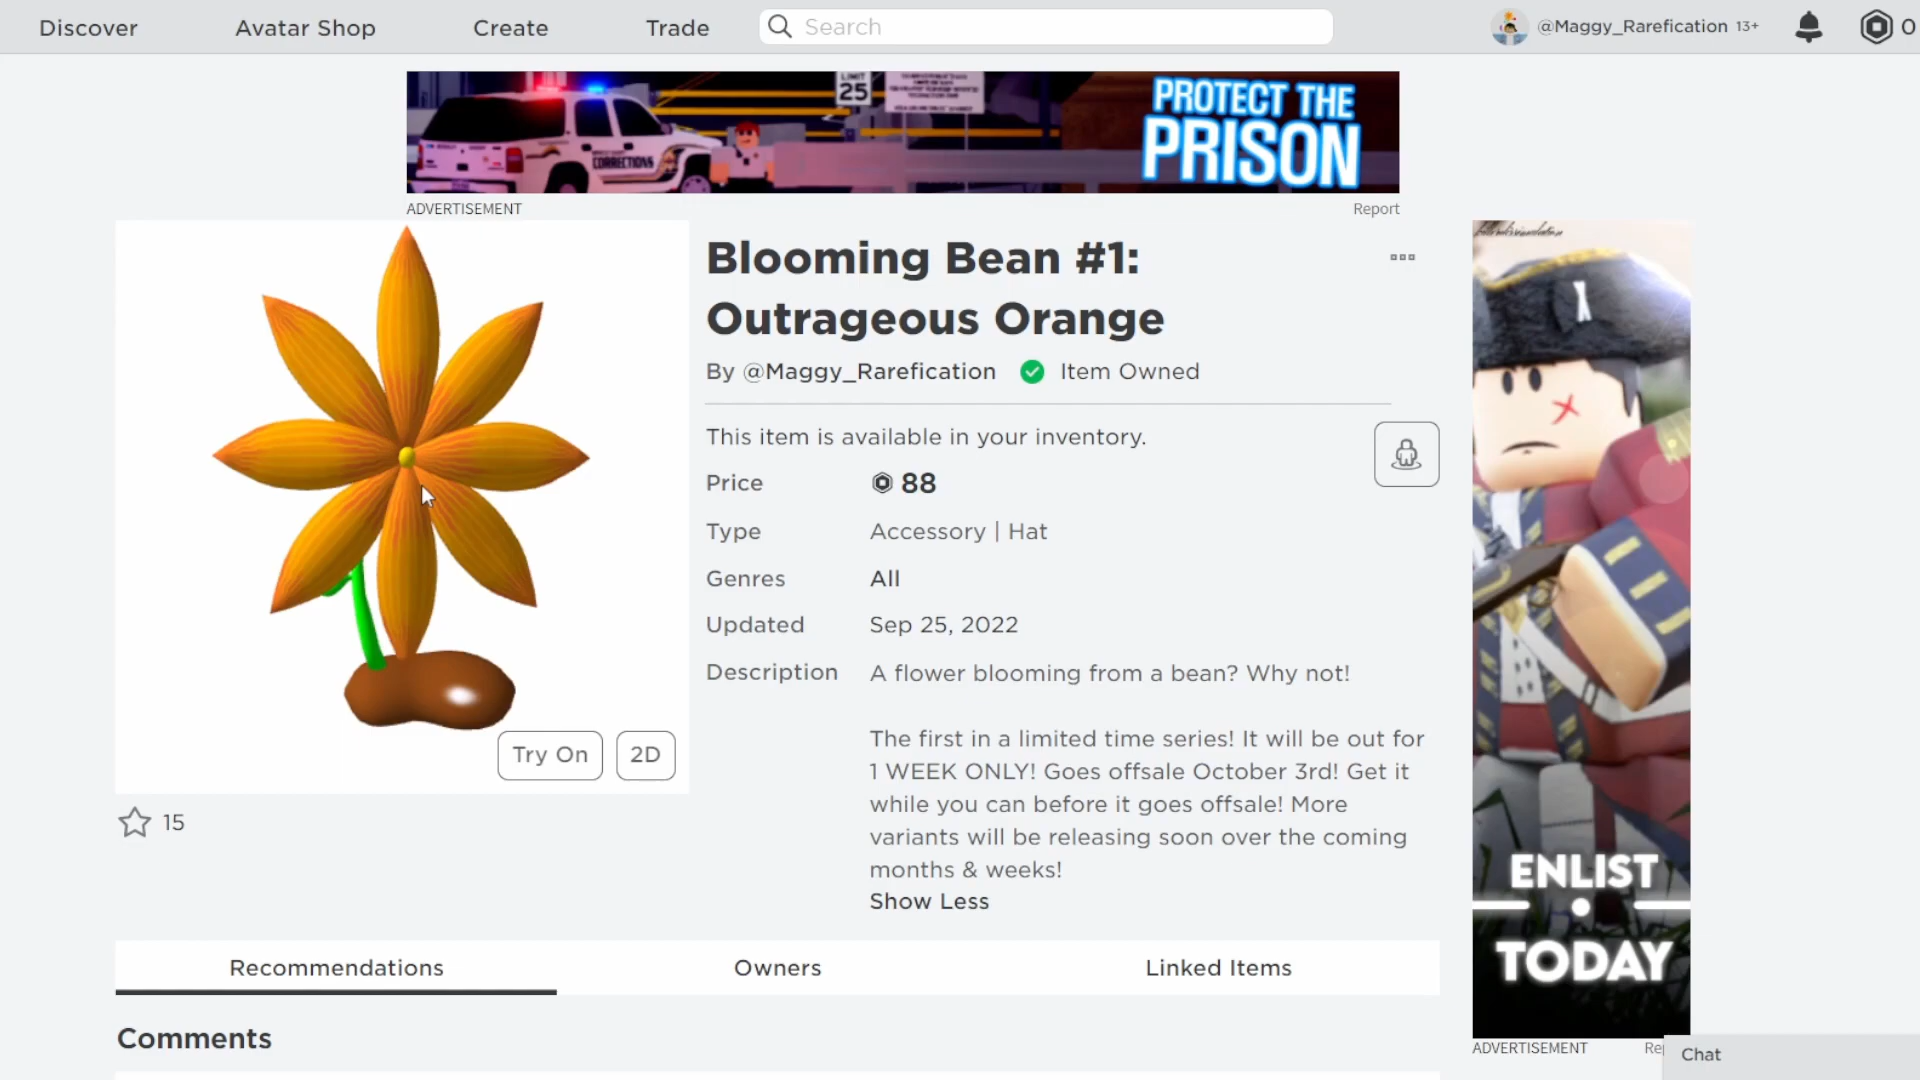 Discover
Avatar Shop
Create
Trade
Search
@Maggy_Rarefication 13+
0
LIMIT
25
CORRECTIONS
PROTECT THE
PRISON
ADVERTISEMENT
Report
Blooming Bean #1:
Outrageous Orange
By @Maggy_Rarefication
Item Owned
This item is available in your inventory.
Price
88
Type
Accessory | Hat
Genres
All
Updated
Sep 25, 2022
Description
A flower blooming from a bean? Why not!
The first in a limited time series! It will be out for
1 WEEK ONLY! Goes offsale October 3rd! Get it
while you can before it goes offsale! More
variants will be releasing soon over the coming
months & weeks!
Show Less
Try On
2D
15
Recommendations
Owners
Linked Items
Comments
ENLIST
TODAY
ADVERTISEMENT
Chat